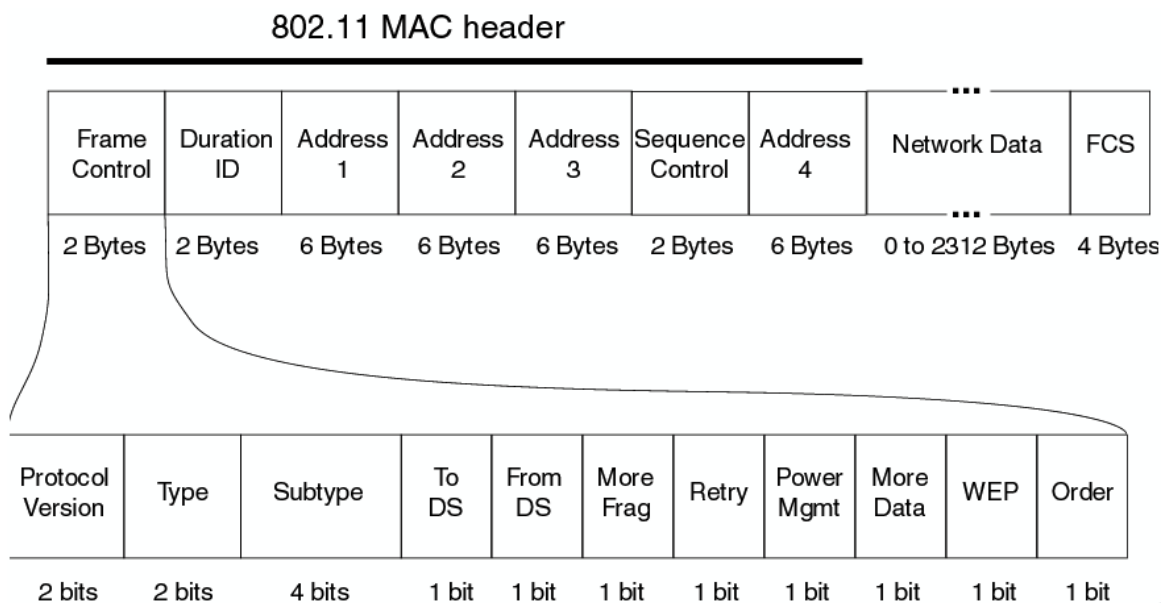 802.11 MAC header
Frame Control
Duration ID
Address 1
Address 2
Address 3
Sequence Control
Address 4
Network Data
FCS
2 Bytes
2 Bytes
6 Bytes
6 Bytes
6 Bytes
2 Bytes
6 Bytes
0 to 2312 Bytes
4 Bytes
Protocol Version
Type
Subtype
To DS
From DS
More Frag
Retry
Power Mgmt
More Data
WEP
Order
2 bits
2 bits
4 bits
1 bit
1 bit
1 bit
1 bit
1 bit
1 bit
1 bit
1 bit